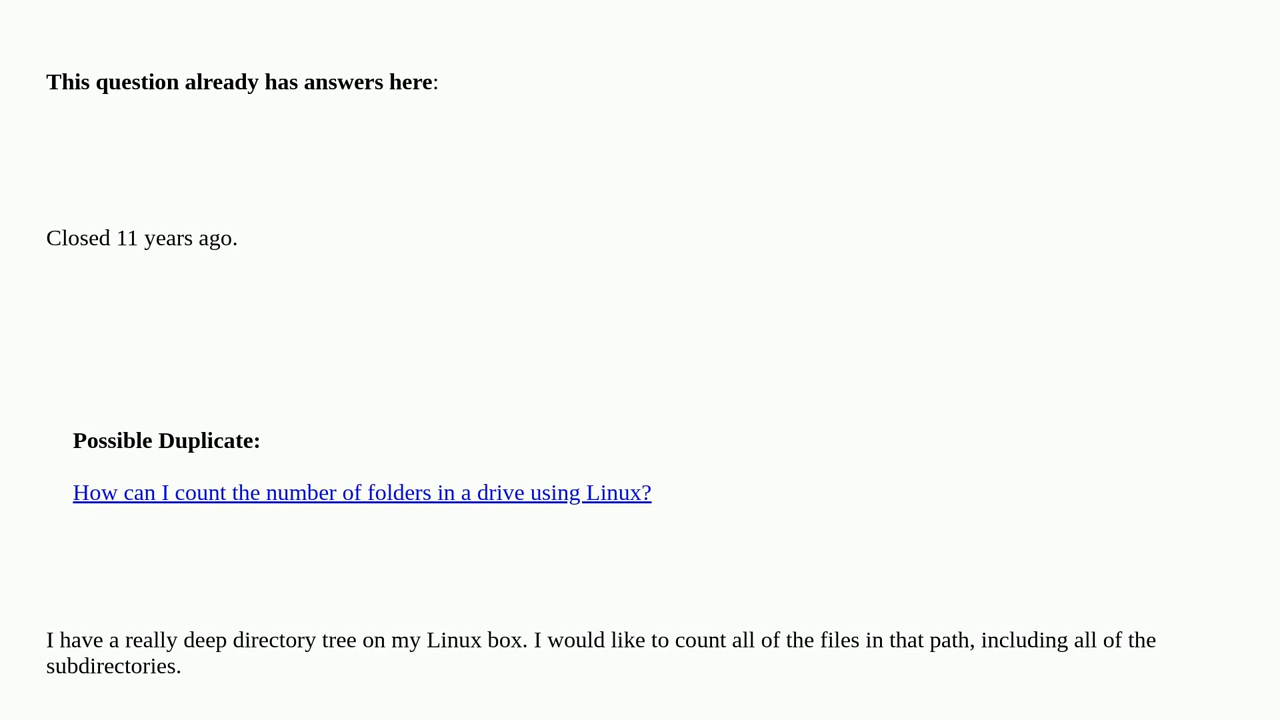 This question already has answers here:
Closed 11 years ago.
Possible Duplicate:
How can I count the number of folders in a drive using Linux?
I have a really deep directory tree on my Linux box. I would like to count all of the files in that path, including all of the
subdirectories.